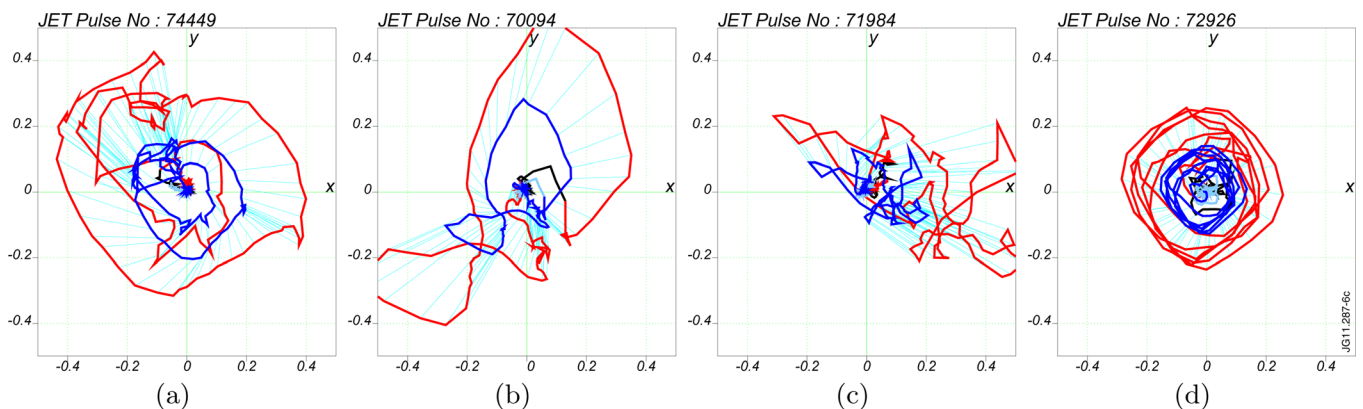 JET Pulse No : 74449
y
0.4
0.2
0
x
-0.2
-0.4
-0.4 -0.2 0 0.2 0.4
(a)
JET Pulse No : 70094
y
0.4
0.2
0
x
-0.2
-0.4
-0.4 -0.2 0 0.2 0.4
(b)
JET Pulse No : 71984
y
0.4
0.2
0
x
-0.2
-0.4
-0.4 -0.2 0 0.2 0.4
(c)
JET Pulse No : 72926
y
0.4
0.2
0
x
-0.2
-0.4
-0.4 -0.2 0 0.2 0.4
JG11.287-6c
(d)